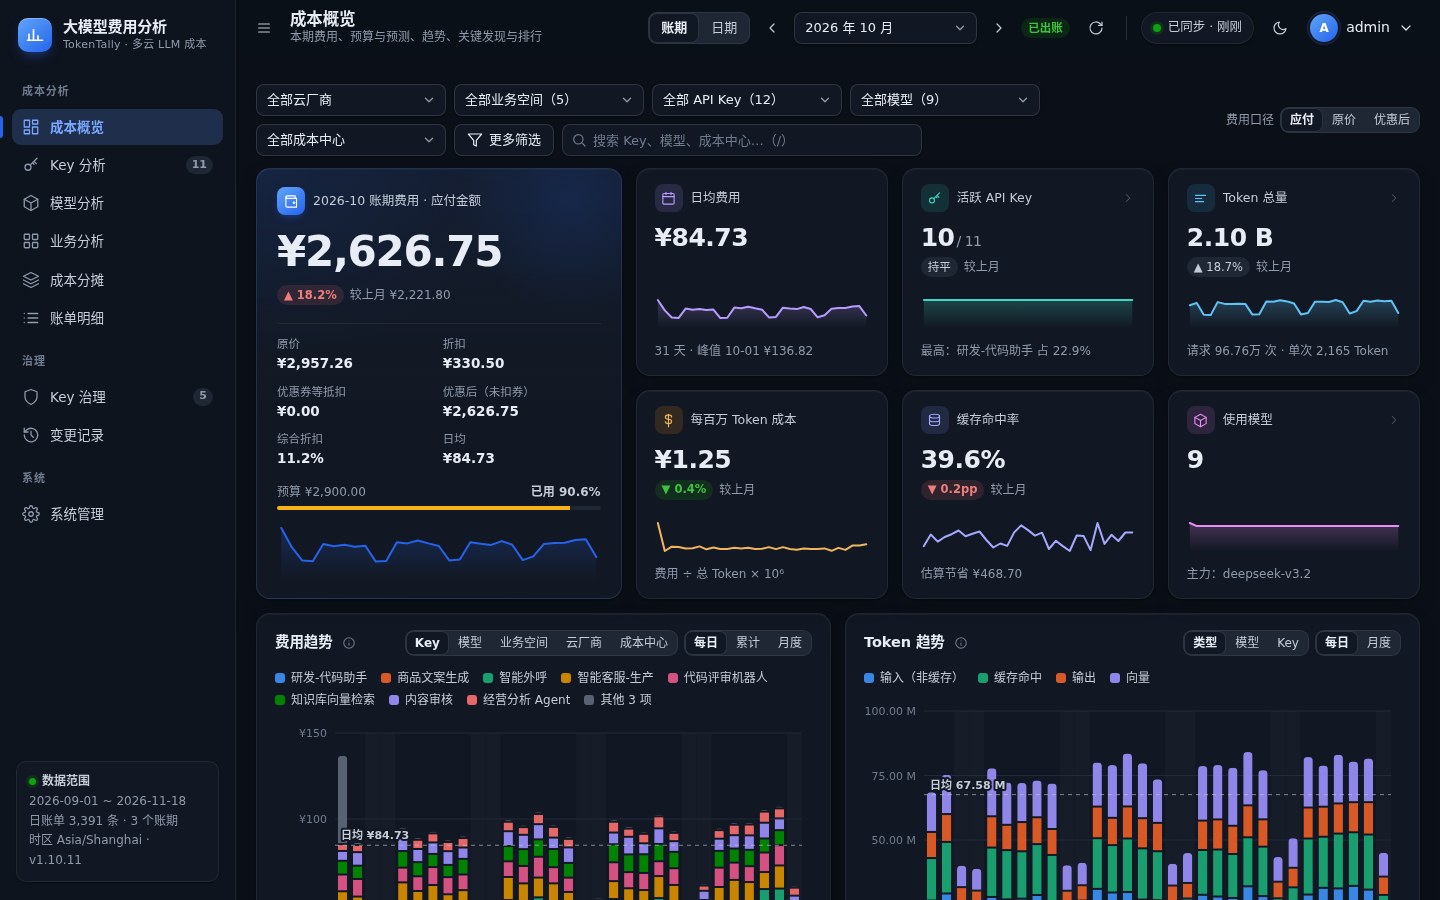 大模型费用分析
TokenTally · 多云 LLM 成本
成本分析
成本概览
Key 分析 11
模型分析
业务分析
成本分摊
账单明细
治理
Key 治理 5
变更记录
系统
系统管理
数据范围
2026-09-01 ~ 2026-11-18
日账单 3,391 条 · 3 个账期
时区 Asia/Shanghai ·
v1.10.11
成本概览
本期费用、预算与预测、趋势、关键发现与排行
账期 日期 2026 年 10 月 已出账 已同步 · 刚刚 A admin
全部云厂商 全部业务空间（5） 全部 API Key（12） 全部模型（9）
全部成本中心 更多筛选 搜索 Key、模型、成本中心…（/）
费用口径 应付 原价 优惠后
2026-10 账期费用 · 应付金额
¥2,626.75
▲ 18.2% 较上月 ¥2,221.80
原价 折扣
¥2,957.26 ¥330.50
优惠券等抵扣 优惠后（未扣券）
¥0.00 ¥2,626.75
综合折扣 日均
11.2% ¥84.73
预算 ¥2,900.00 已用 90.6%
日均费用
¥84.73
31 天 · 峰值 10-01 ¥136.82
活跃 API Key
10 / 11
持平 较上月
最高：研发-代码助手 占 22.9%
Token 总量
2.10 B
▲ 18.7% 较上月
请求 96.76万 次 · 单次 2,165 Token
每百万 Token 成本
¥1.25
▼ 0.4% 较上月
费用 ÷ 总 Token × 10⁶
缓存命中率
39.6%
▼ 0.2pp 较上月
估算节省 ¥468.70
使用模型
9
主力：deepseek-v3.2
费用趋势 Key 模型 业务空间 云厂商 成本中心 每日 累计 月度
研发-代码助手 商品文案生成 智能外呼 智能客服-生产 代码评审机器人
知识库向量检索 内容审核 经营分析 Agent 其他 3 项
¥150
¥100
日均 ¥84.73
Token 趋势 类型 模型 Key 每日 月度
输入（非缓存） 缓存命中 输出 向量
100.00 M
75.00 M
日均 67.58 M
50.00 M